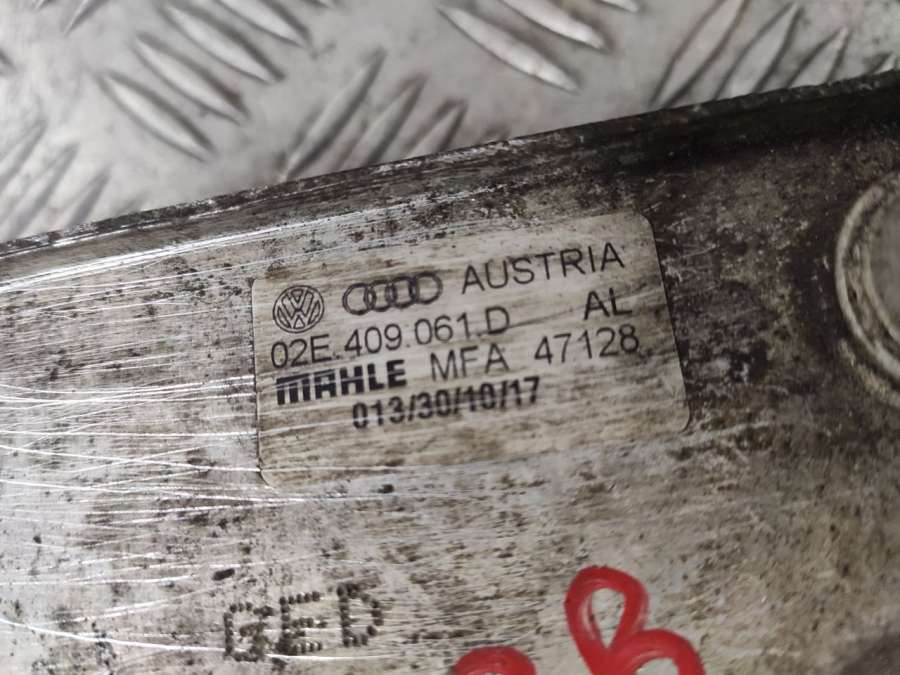 AUSTRIA
02E.409.061.D AL
MAHLE MFA 47128
013/30/10/17
GED